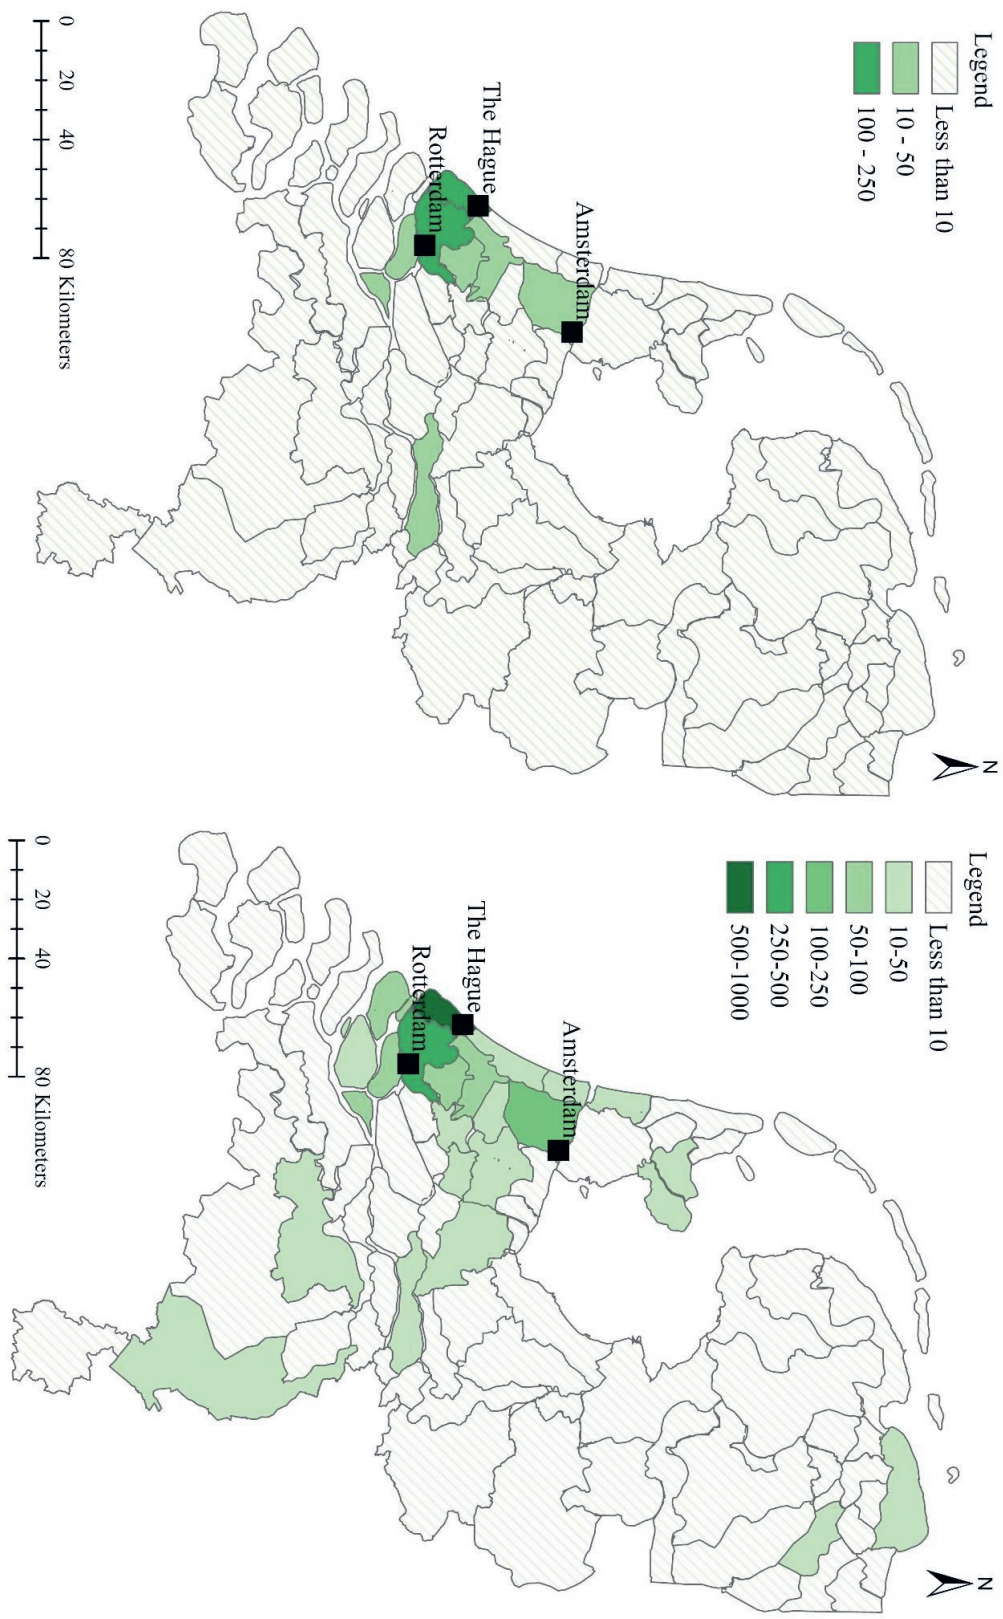 Legend
Less than 10
10 - 50
100 - 250
Amsterdam
The Hague
Rotterdam
0 20 40 80 Kilometers
N
Legend
Less than 10
10-50
50-100
100-250
250-500
500-1000
Amsterdam
The Hague
Rotterdam
0 20 40 80 Kilometers
N